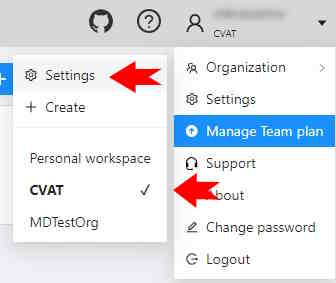 CVAT
Settings
Create
Personal workspace
CVAT
MDTestOrg
Organization
Settings
Manage Team plan
Support
About
Change password
Logout